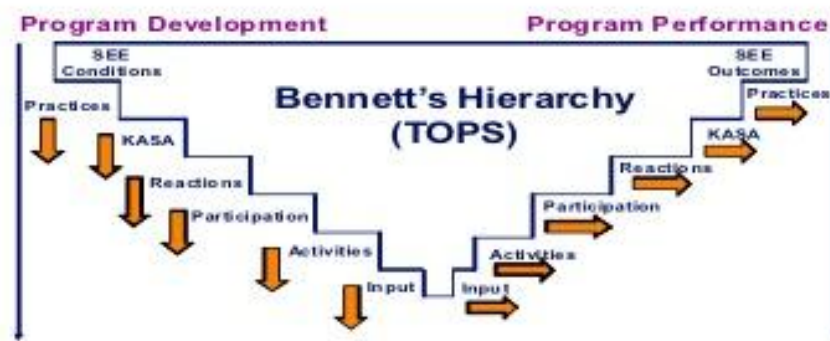 Program Development
Program Performance
SEE
Conditions
SEE
Outcomes
Bennett's Hierarchy
(TOPS)
Practices
Practices
KASA
KASA
Reactions
Reactions
Participation
Participation
Activities
Activities
Input
Input